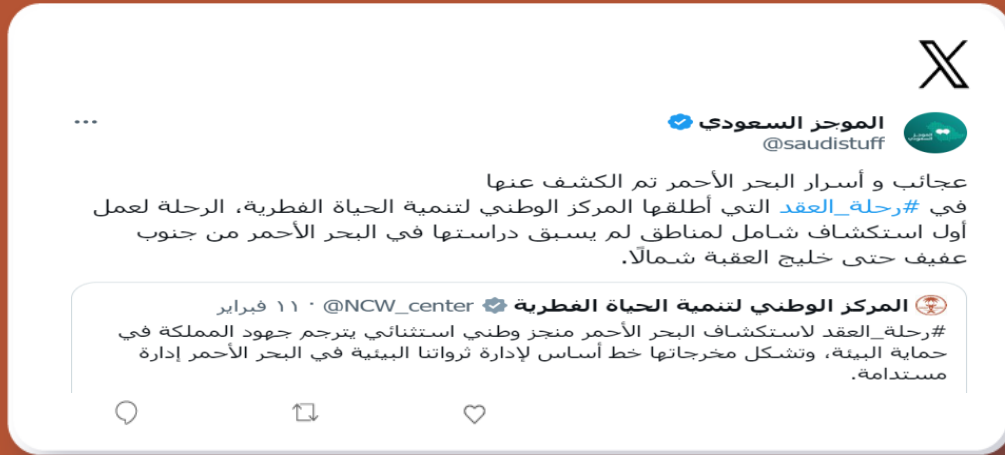 الموجز السعودي
@saudistuff
عجائب و أسرار البحر الأحمر تم الكشف عنها
في #رحلة_العقد التي أطلقها المركز الوطني لتنمية الحياة الفطرية، الرحلة لعمل
أول استكشاف شامل لمناطق لم يسبق دراستها في البحر الأحمر من جنوب
عفيف حتى خليج العقبة شمالًا.
المركز الوطني لتنمية الحياة الفطرية @NCW_center · ١١ فبراير
#رحلة_العقد لاستكشاف البحر الأحمر منجز وطني استثنائي يترجم جهود المملكة في
حماية البيئة، وتشكل مخرجاتها خط أساس لإدارة ثرواتنا البيئية في البحر الأحمر إدارة
مستدامة.